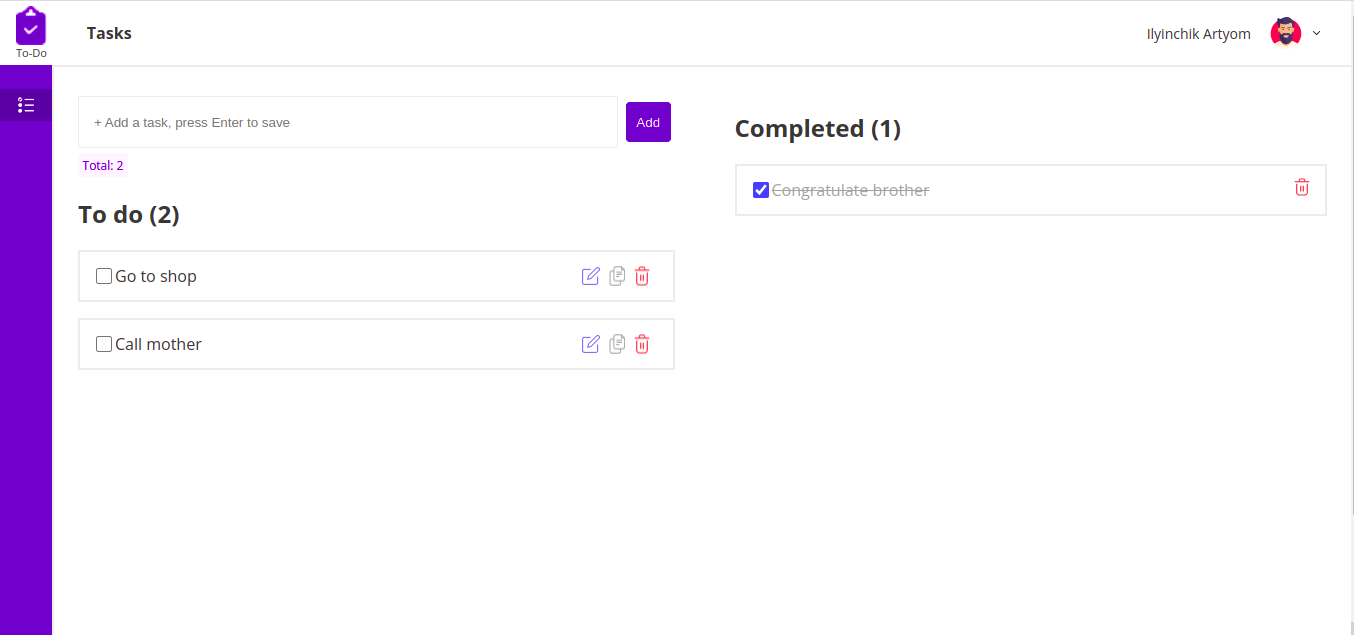 To-Do
Tasks
Ilyinchik Artyom
+ Add a task, press Enter to save
Add
Total: 2
To do (2)
Go to shop
Call mother
Completed (1)
Congratulate brother